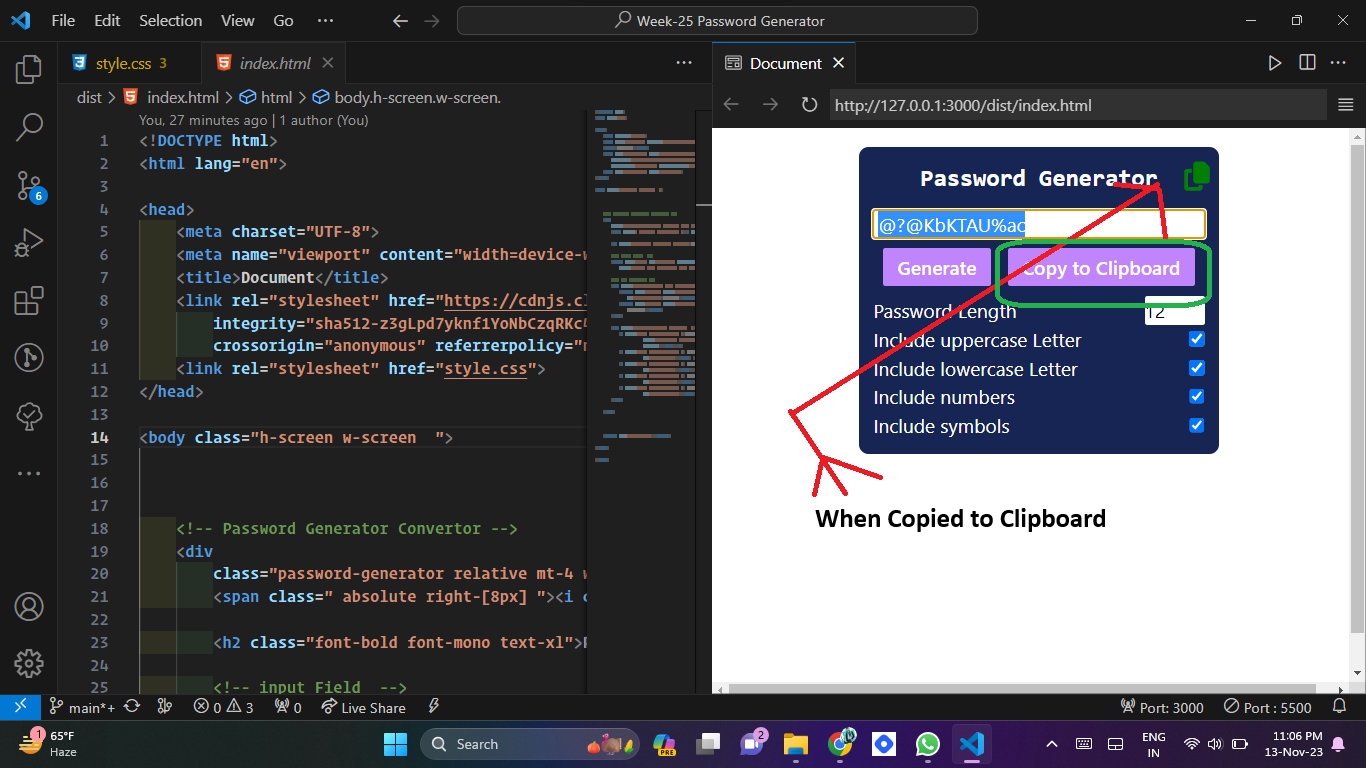 File Edit Selection View Go ··· Week-25 Password Generator
style.css 3 index.html Document
dist > index.html > html > body.h-screen.w-screen.
http://127.0.0.1:3000/dist/index.html
You, 27 minutes ago | 1 author (You)
1 <!DOCTYPE html>
2 <html lang="en">
3
4 <head>
5 <meta charset="UTF-8">
6 <meta name="viewport" content="width=device-
7 <title>Document</title>
8 <link rel="stylesheet" href="https://cdnjs.cl
9 integrity="sha512-z3gLpd7yknf1YoNbCzqRKc4
10 crossorigin="anonymous" referrerpolicy="
11 <link rel="stylesheet" href="style.css">
12 </head>
13
14 <body class="h-screen w-screen  ">
15
16
17
18 <!-- Password Generator Convertor -->
19 <div
20 class="password-generator relative mt-4 w
21 <span class=" absolute right-[8px] "><i c
22
23 <h2 class="font-bold font-mono text-xl">P
24
25 <!-- input Field  -->
Password Generator
@?@KbKTAU%ac
Generate Copy to Clipboard
Password Length 12
Include uppercase Letter
Include lowercase Letter
Include numbers
Include symbols
When Copied to Clipboard
6
main*+ 0 3 0 Live Share Port: 3000 Port : 5500
1 65°F
Haze
Search
PRE
2
ENG
IN
11:06 PM
13-Nov-23